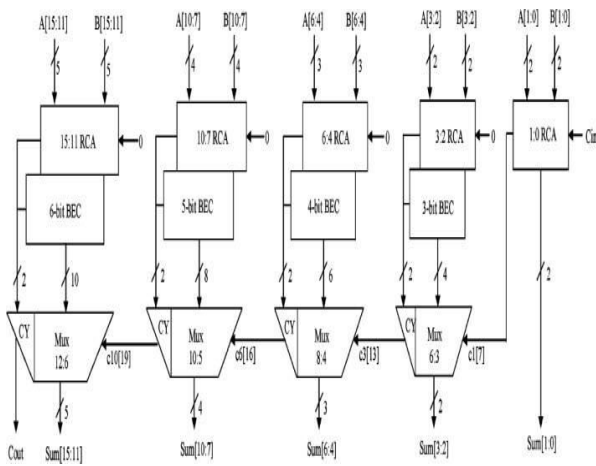 A[15:11] B[15:11] A[10:7] B[10:7] A[6:4] B[6:4] A[3:2] B[3:2] A[1:0] B[1:0]
5 5 4 4 3 3 2 2 2 2
15:11 RCA 0 10:7 RCA 0 6:4 RCA 0 3:2 RCA 0 1:0 RCA Cin
6-bit BEC 5-bit BEC 4-bit BEC 3-bit BEC
2 10 2 8 2 6 2 4 2
CY Mux 12:6 c10[19] CY Mux 10:5 c6[16] CY Mux 8:4 c3[13] CY Mux 6:3 c1[7]
5 4 3 2
Cout Sum[15:11] Sum[10:7] Sum[6:4] Sum[3:2] Sum[1:0]